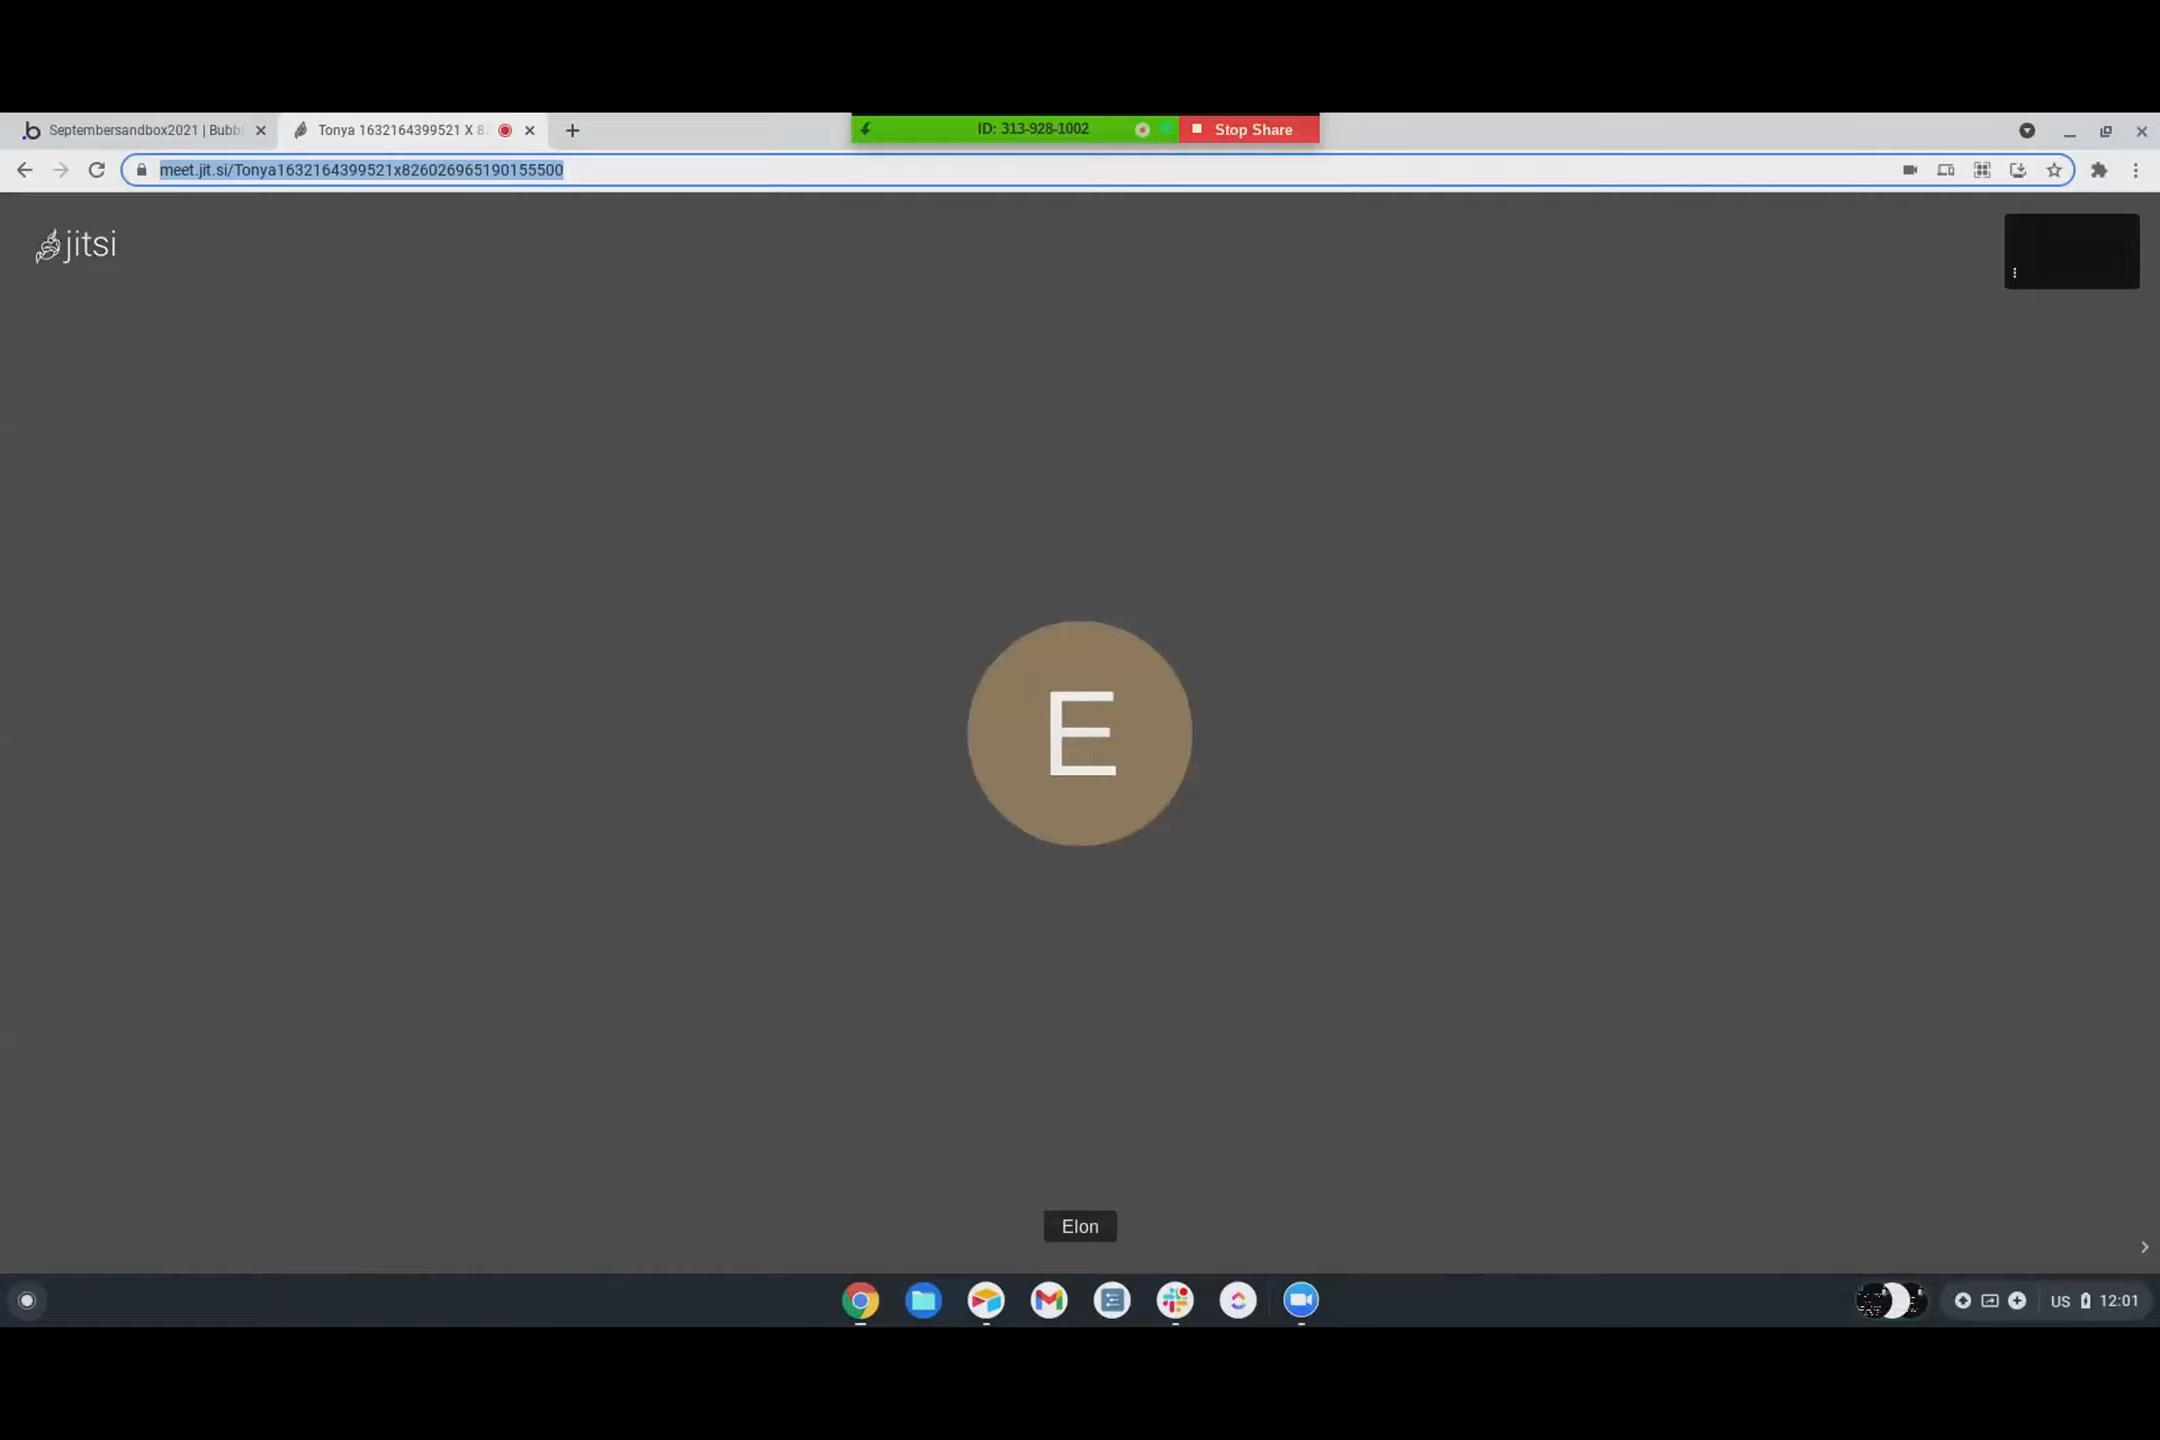 Septembersandbox2021 | Bubb
Tonya 1632164399521 X 8
ID: 313-928-1002
Stop Share
meet.jit.si/Tonya1632164399521x826026965190155500
jitsi
E
Elon
US 12:01